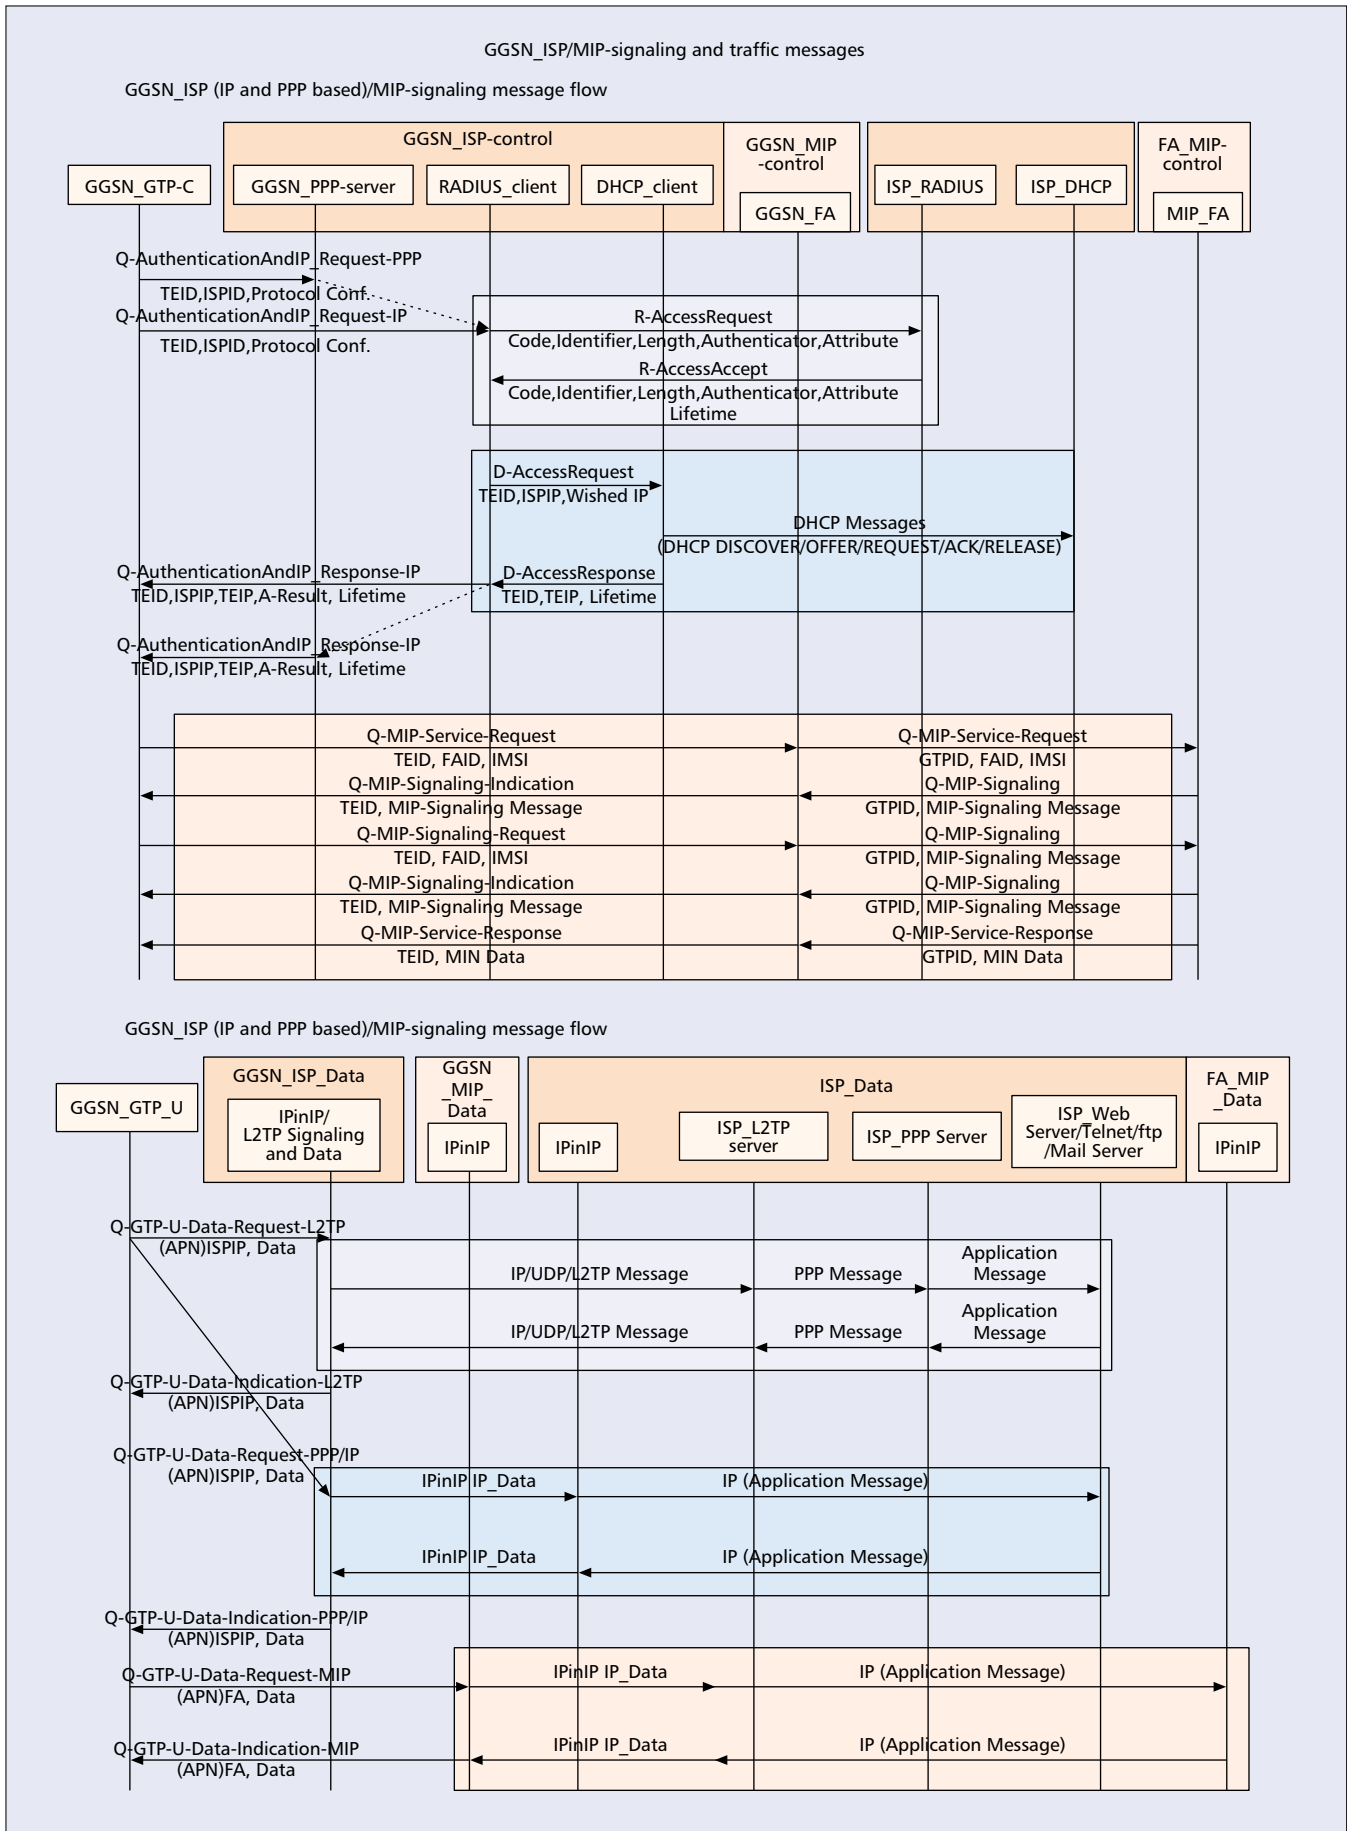 GGSN_ISP/MIP-signaling and traffic messages
GGSN_ISP (IP and PPP based)/MIP-signaling message flow
GGSN_ISP-control
GGSN_MIP
-control
FA_MIP-
control
GGSN_GTP-C
GGSN_PPP-server
RADIUS_client
DHCP_client
GGSN_FA
ISP_RADIUS
ISP_DHCP
MIP_FA
Q-AuthenticationAndIP_Request-PPP
TEID,ISPID,Protocol Conf.
Q-AuthenticationAndIP_Request-IP
TEID,ISPID,Protocol Conf.
R-AccessRequest
Code,Identifier,Length,Authenticator,Attribute
R-AccessAccept
Code,Identifier,Length,Authenticator,Attribute
Lifetime
D-AccessRequest
TEID,ISPIP,Wished IP
DHCP Messages
(DHCP DISCOVER/OFFER/REQUEST/ACK/RELEASE)
Q-AuthenticationAndIP_Response-IP
TEID,ISPIP,TEIP,A-Result, Lifetime
D-AccessResponse
TEID,TEIP, Lifetime
Q-AuthenticationAndIP_Response-IP
TEID,ISPIP,TEIP,A-Result, Lifetime
Q-MIP-Service-Request
TEID, FAID, IMSI
Q-MIP-Service-Request
GTPID, FAID, IMSI
Q-MIP-Signaling-Indication
TEID, MIP-Signaling Message
Q-MIP-Signaling
GTPID, MIP-Signaling Message
Q-MIP-Signaling-Request
TEID, FAID, IMSI
Q-MIP-Signaling
GTPID, MIP-Signaling Message
Q-MIP-Signaling-Indication
TEID, MIP-Signaling Message
Q-MIP-Signaling
GTPID, MIP-Signaling Message
Q-MIP-Service-Response
TEID, MIN Data
Q-MIP-Service-Response
GTPID, MIN Data
GGSN_ISP (IP and PPP based)/MIP-signaling message flow
GGSN_GTP_U
GGSN_ISP_Data
IPinIP/
L2TP Signaling
and Data
GGSN
_MIP_
Data
IPinIP
ISP_Data
IPinIP
ISP_L2TP
server
ISP_PPP Server
ISP_Web
Server/Telnet/ftp
/Mail Server
FA_MIP
_Data
IPinIP
Q-GTP-U-Data-Request-L2TP
(APN)ISPIP, Data
IP/UDP/L2TP Message
PPP Message
Application
Message
IP/UDP/L2TP Message
PPP Message
Application
Message
Q-GTP-U-Data-Indication-L2TP
(APN)ISPIP, Data
Q-GTP-U-Data-Request-PPP/IP
(APN)ISPIP, Data
IPinIP IP_Data
IP (Application Message)
IPinIP IP_Data
IP (Application Message)
Q-GTP-U-Data-Indication-PPP/IP
(APN)ISPIP, Data
Q-GTP-U-Data-Request-MIP
(APN)FA, Data
IPinIP IP_Data
IP (Application Message)
Q-GTP-U-Data-Indication-MIP
(APN)FA, Data
IPinIP IP_Data
IP (Application Message)